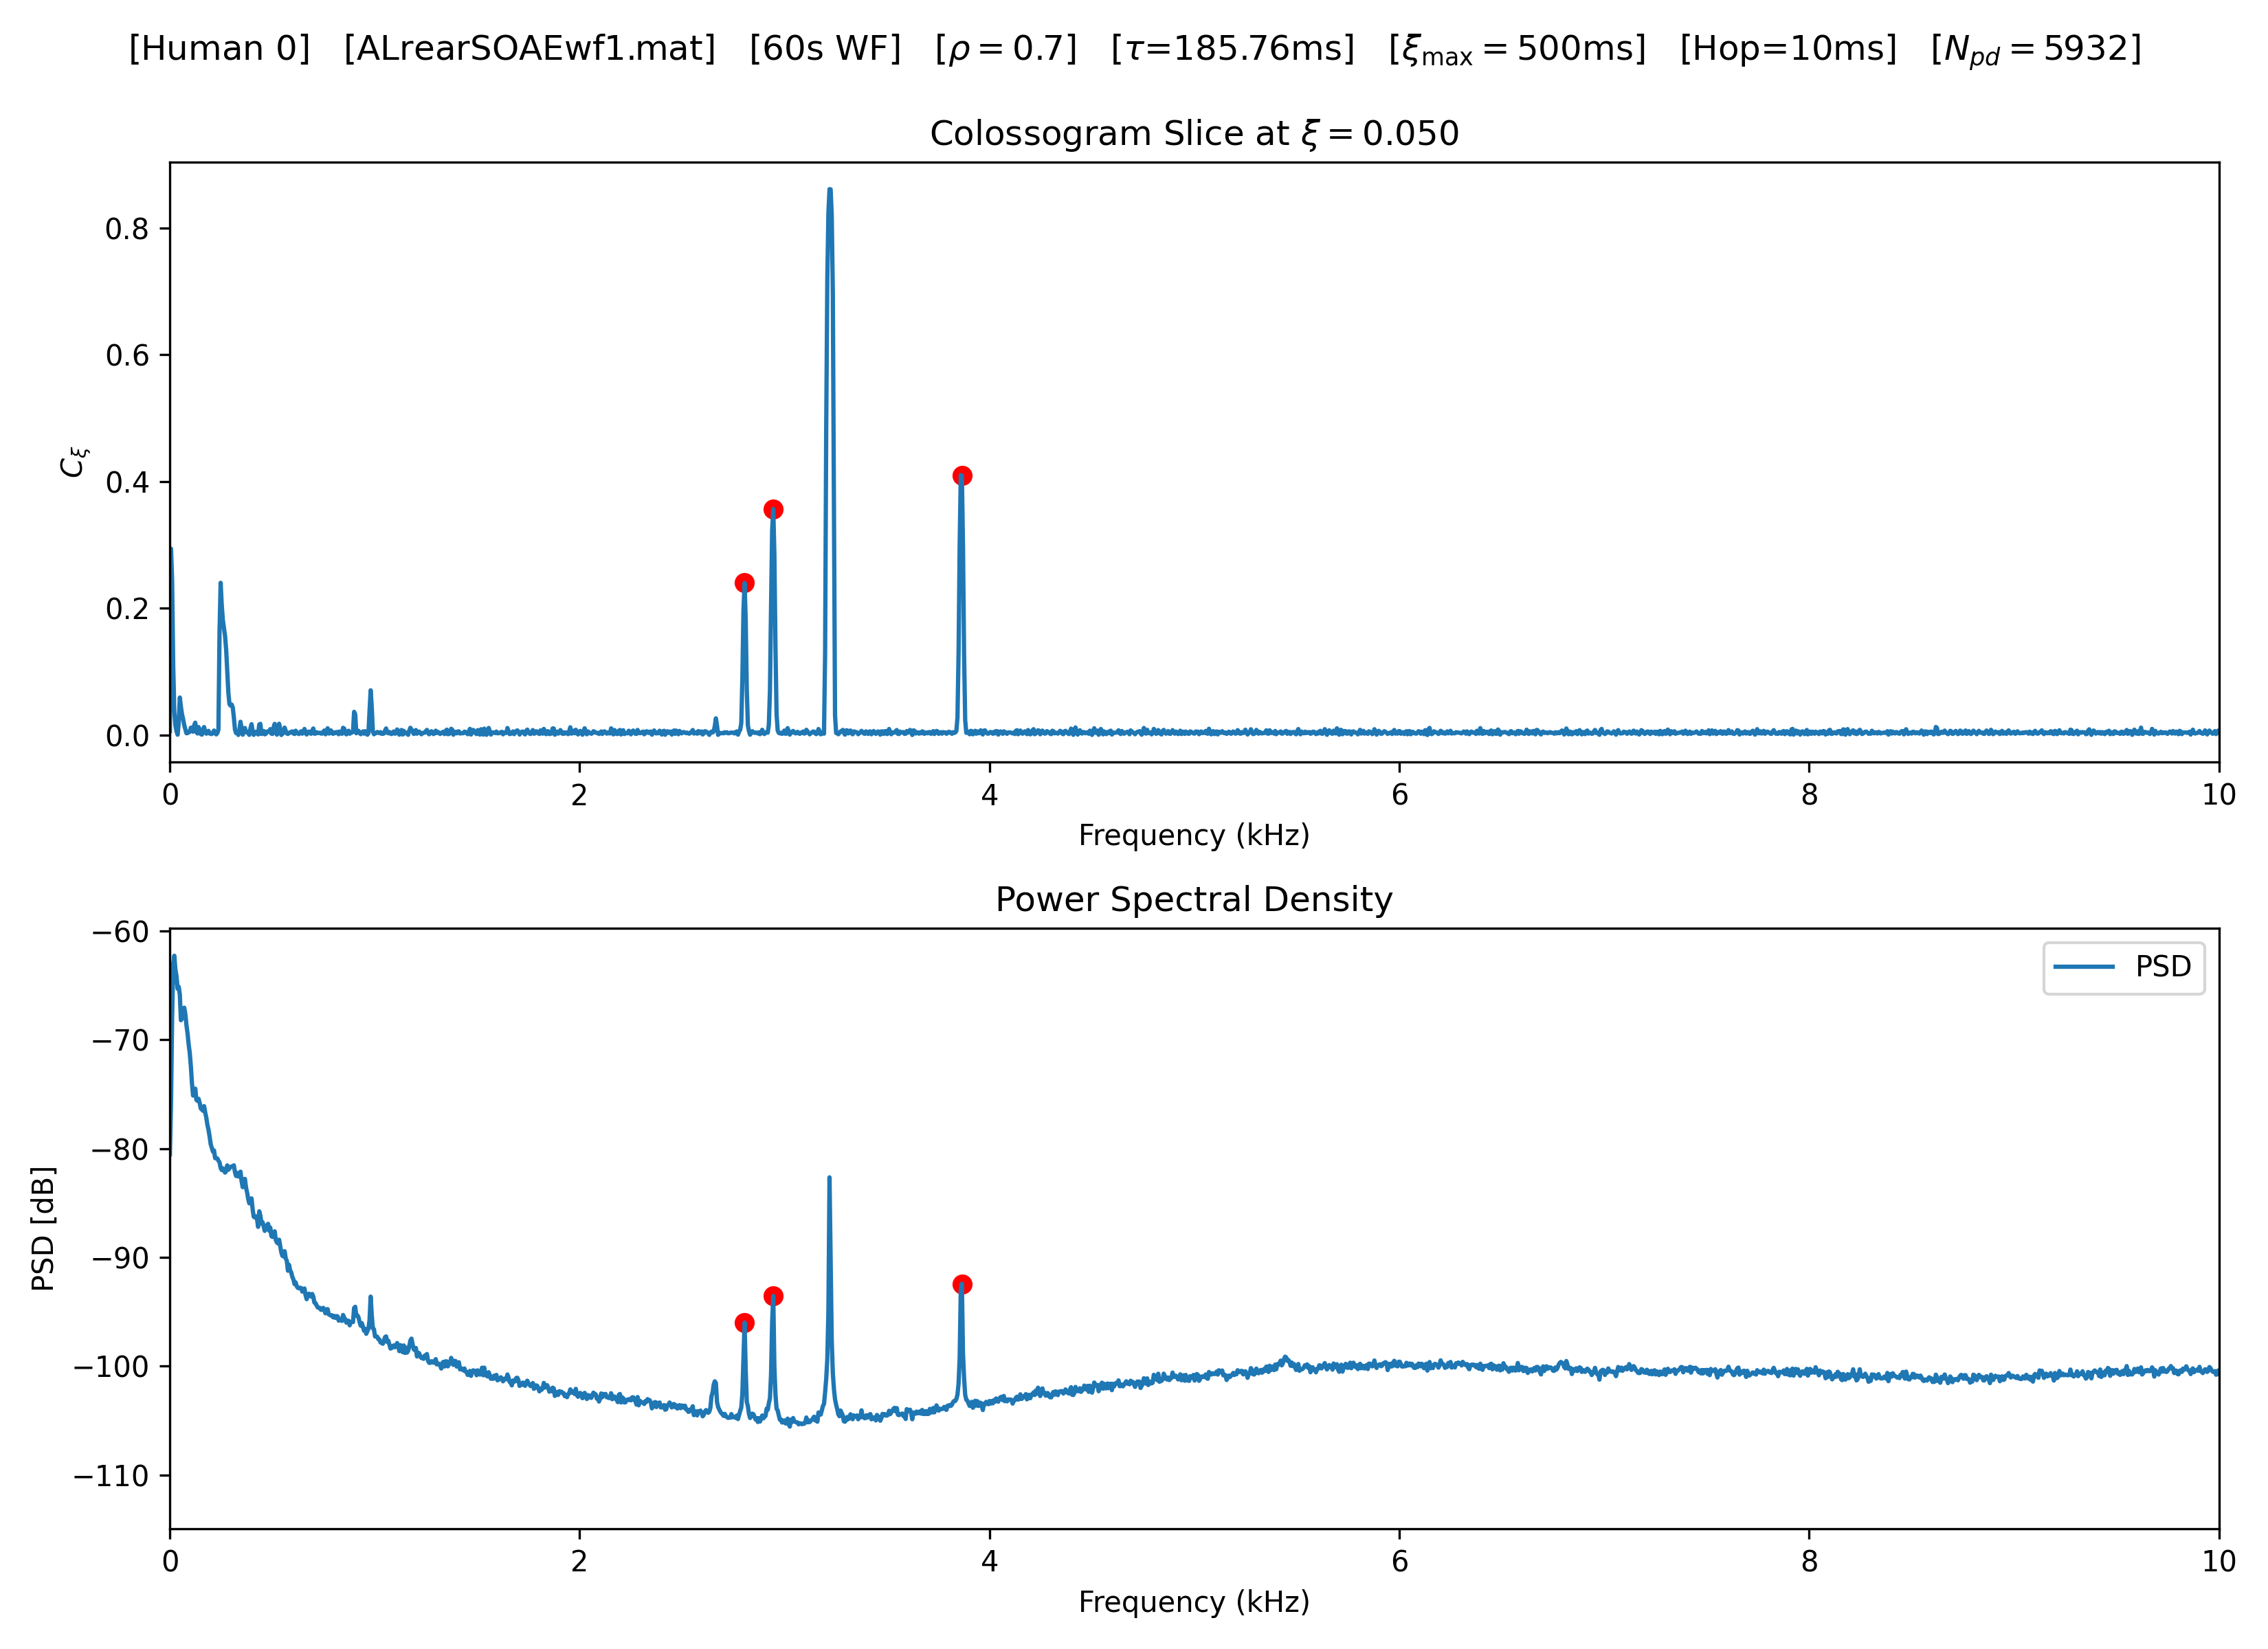 [Human 0] [ALrearSOAEwf1.mat] [60s WF] [ρ = 0.7] [τ=185.76ms] [ξmax = 500ms] [Hop=10ms] [Npd = 5932]
Colossogram Slice at ξ = 0.050
0.8
0.6
0.4
0.2
0.0
Cξ
0 2 4 6 8 10
Frequency (kHz)
Power Spectral Density
−60
−70
−80
−90
−100
−110
PSD [dB]
PSD
0 2 4 6 8 10
Frequency (kHz)